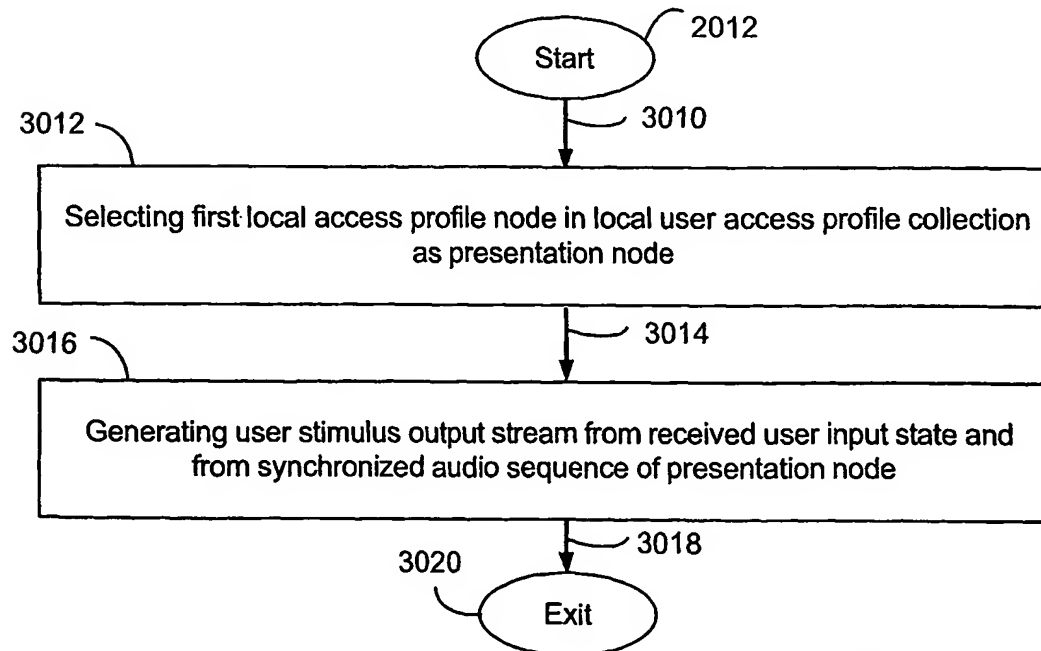 2012
Start
3010
3012
Selecting first local access profile node in local user access profile collection
as presentation node
3014
3016
Generating user stimulus output stream from received user input state and
from synchronized audio sequence of presentation node
3018
3020
Exit